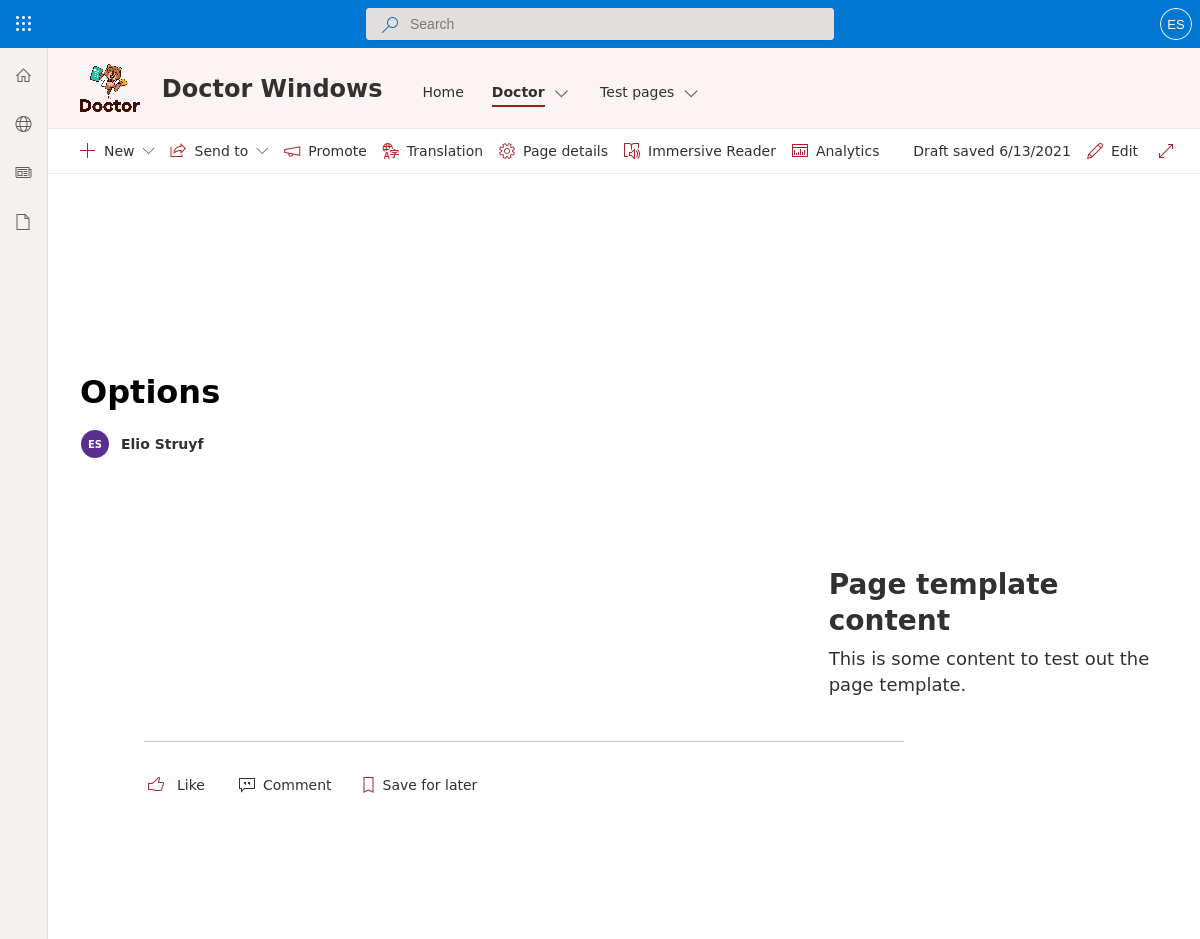 Search
ES
Doctor
Doctor Windows
Home
Doctor
Test pages
New
Send to
Promote
Translation
Page details
Immersive Reader
Analytics
Draft saved 6/13/2021
Edit
Options
ES
Elio Struyf
Page template
content
This is some content to test out the
page template.
Like
Comment
Save for later